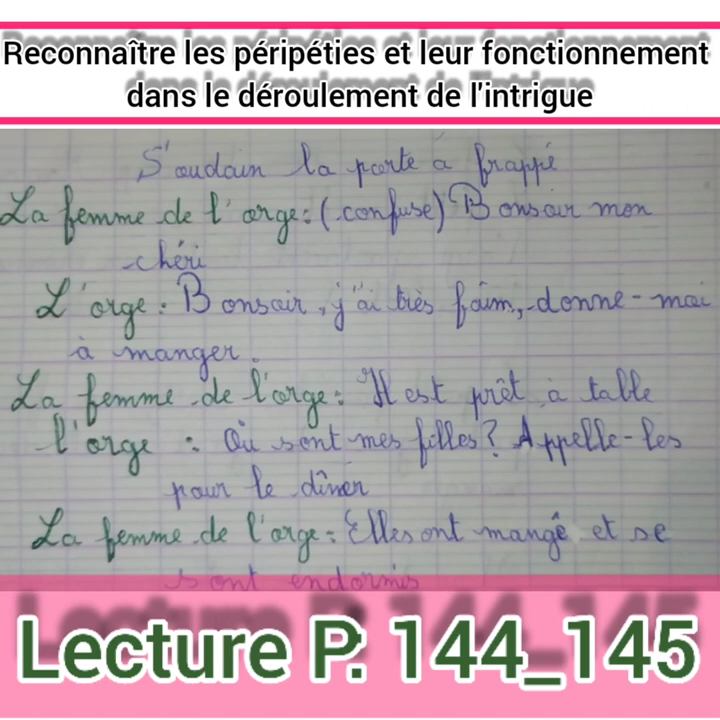 Reconnaître les péripéties et leur fonctionnement
dans le déroulement de l'intrigue
S'oudain la porte a frappé
La femme de l'orge : (confuse) Bonsoir mon
chéri
L'orge : Bonsoir, j'ai très faim, donne-moi
à manger.
La femme de l'orge : Il est prêt à table
l'orge : Où sont mes filles ? Appelle-les
pour le dîner
La femme de l'orge : Elles ont mangé et se
sont endormis
Lecture P. 144_145